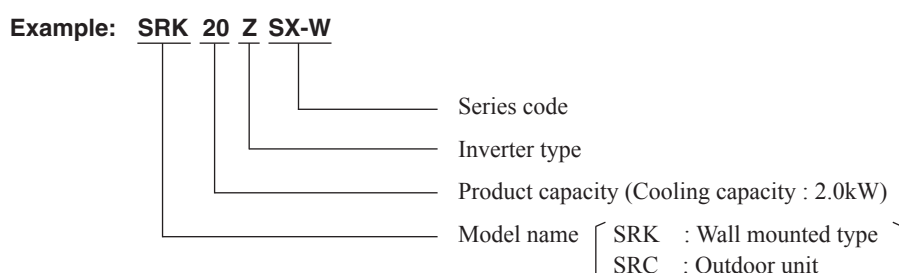 Example: SRK 20 Z SX-W
Series code
Inverter type
Product capacity (Cooling capacity : 2.0kW)
Model name SRK : Wall mounted type
SRC : Outdoor unit